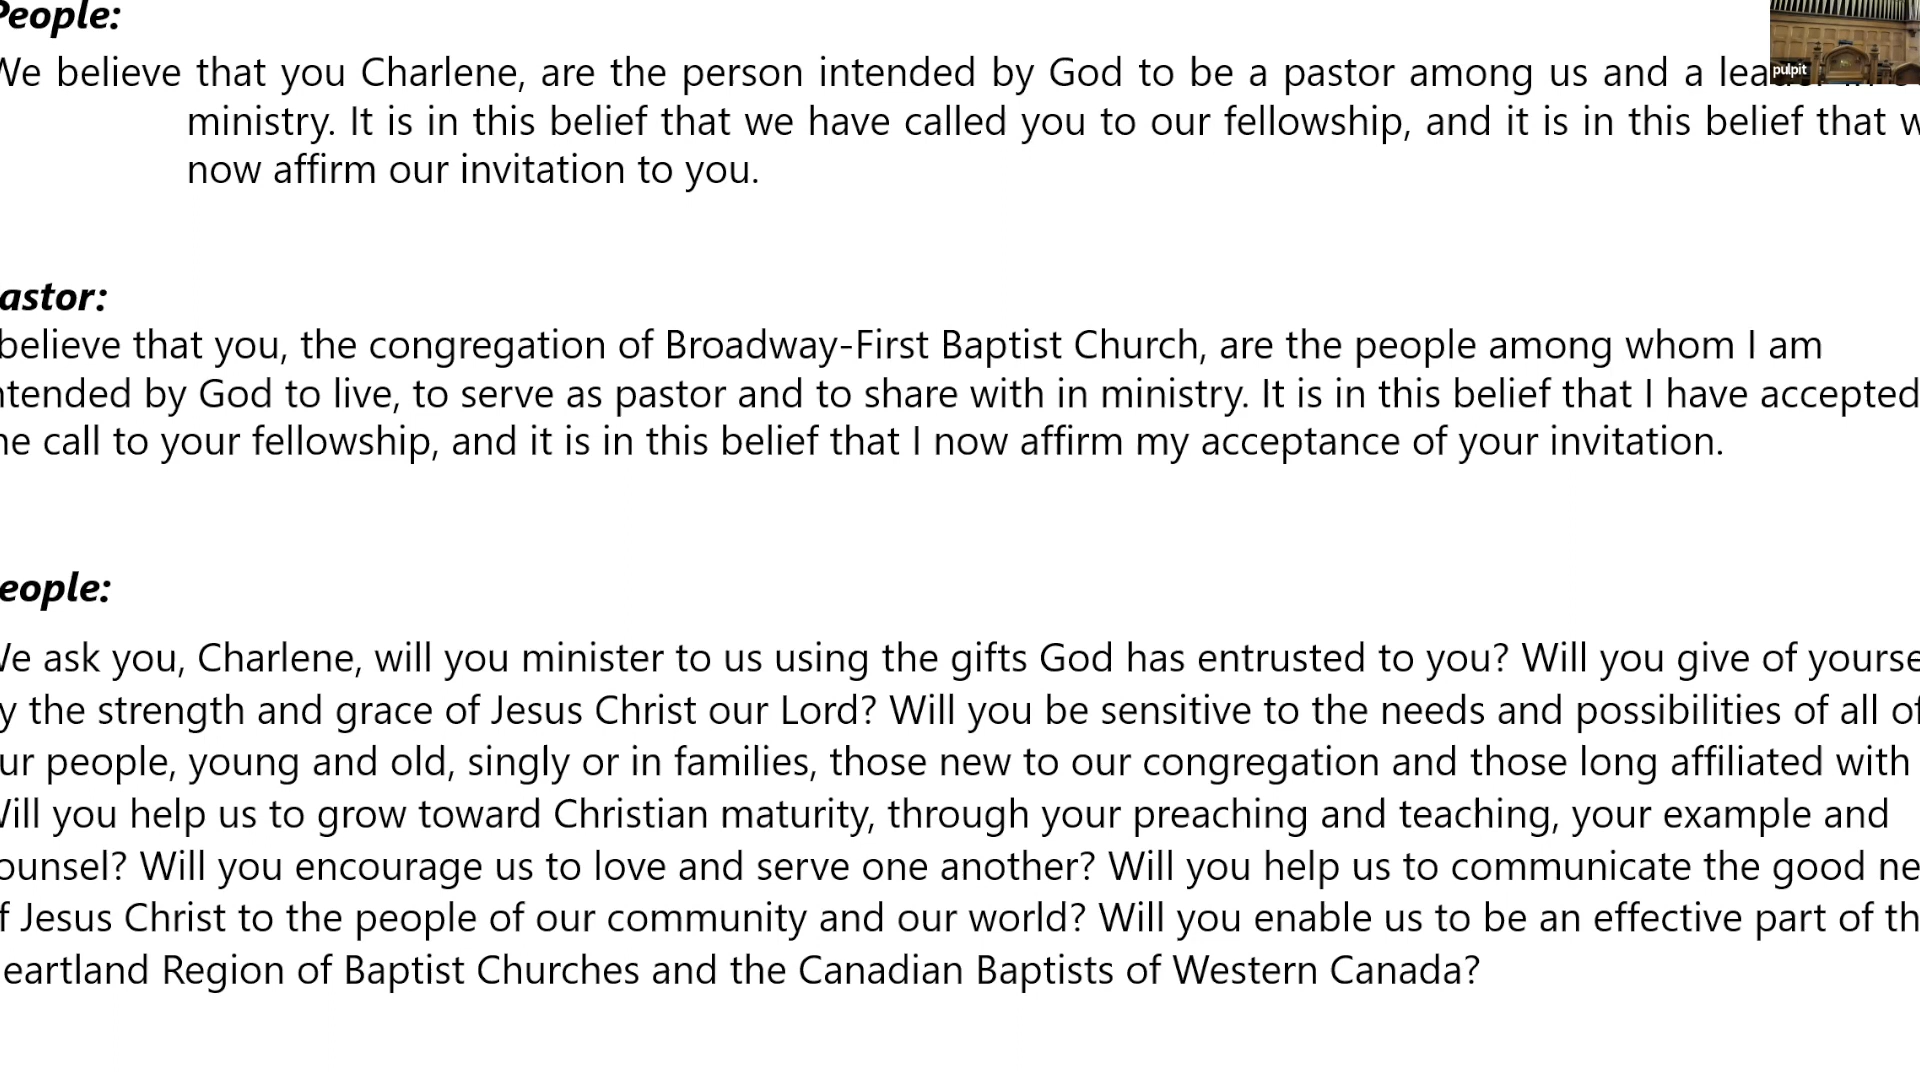 People:
We believe that you Charlene, are the person intended by God to be a pastor among us and a
pulpit
ministry. It is in this belief that we have called you to our fellowship, and it is in this belief that
now affirm our invitation to you.
astor:
believe that you, the congregation of Broadway-First Baptist Church, are the people among whom I am
ntended by God to live, to serve as pastor and to share with in ministry. It is in this belief that I have accepted
he call to your fellowship, and it is in this belief that I now affirm my acceptance of your invitation.
eople:
We ask you, Charlene, will you minister to us using the gifts God has entrusted to you? Will you give of yourse
y the strength and grace of Jesus Christ our Lord? Will you be sensitive to the needs and possibilities of all of
ur people, young and old, singly or in families, those new to our congregation and those long affiliated with
Will you help us to grow toward Christian maturity, through your preaching and teaching, your example and
ounsel? Will you encourage us to love and serve one another? Will you help us to communicate the good ne
f Jesus Christ to the people of our community and our world? Will you enable us to be an effective part of th
eartland Region of Baptist Churches and the Canadian Baptists of Western Canada?